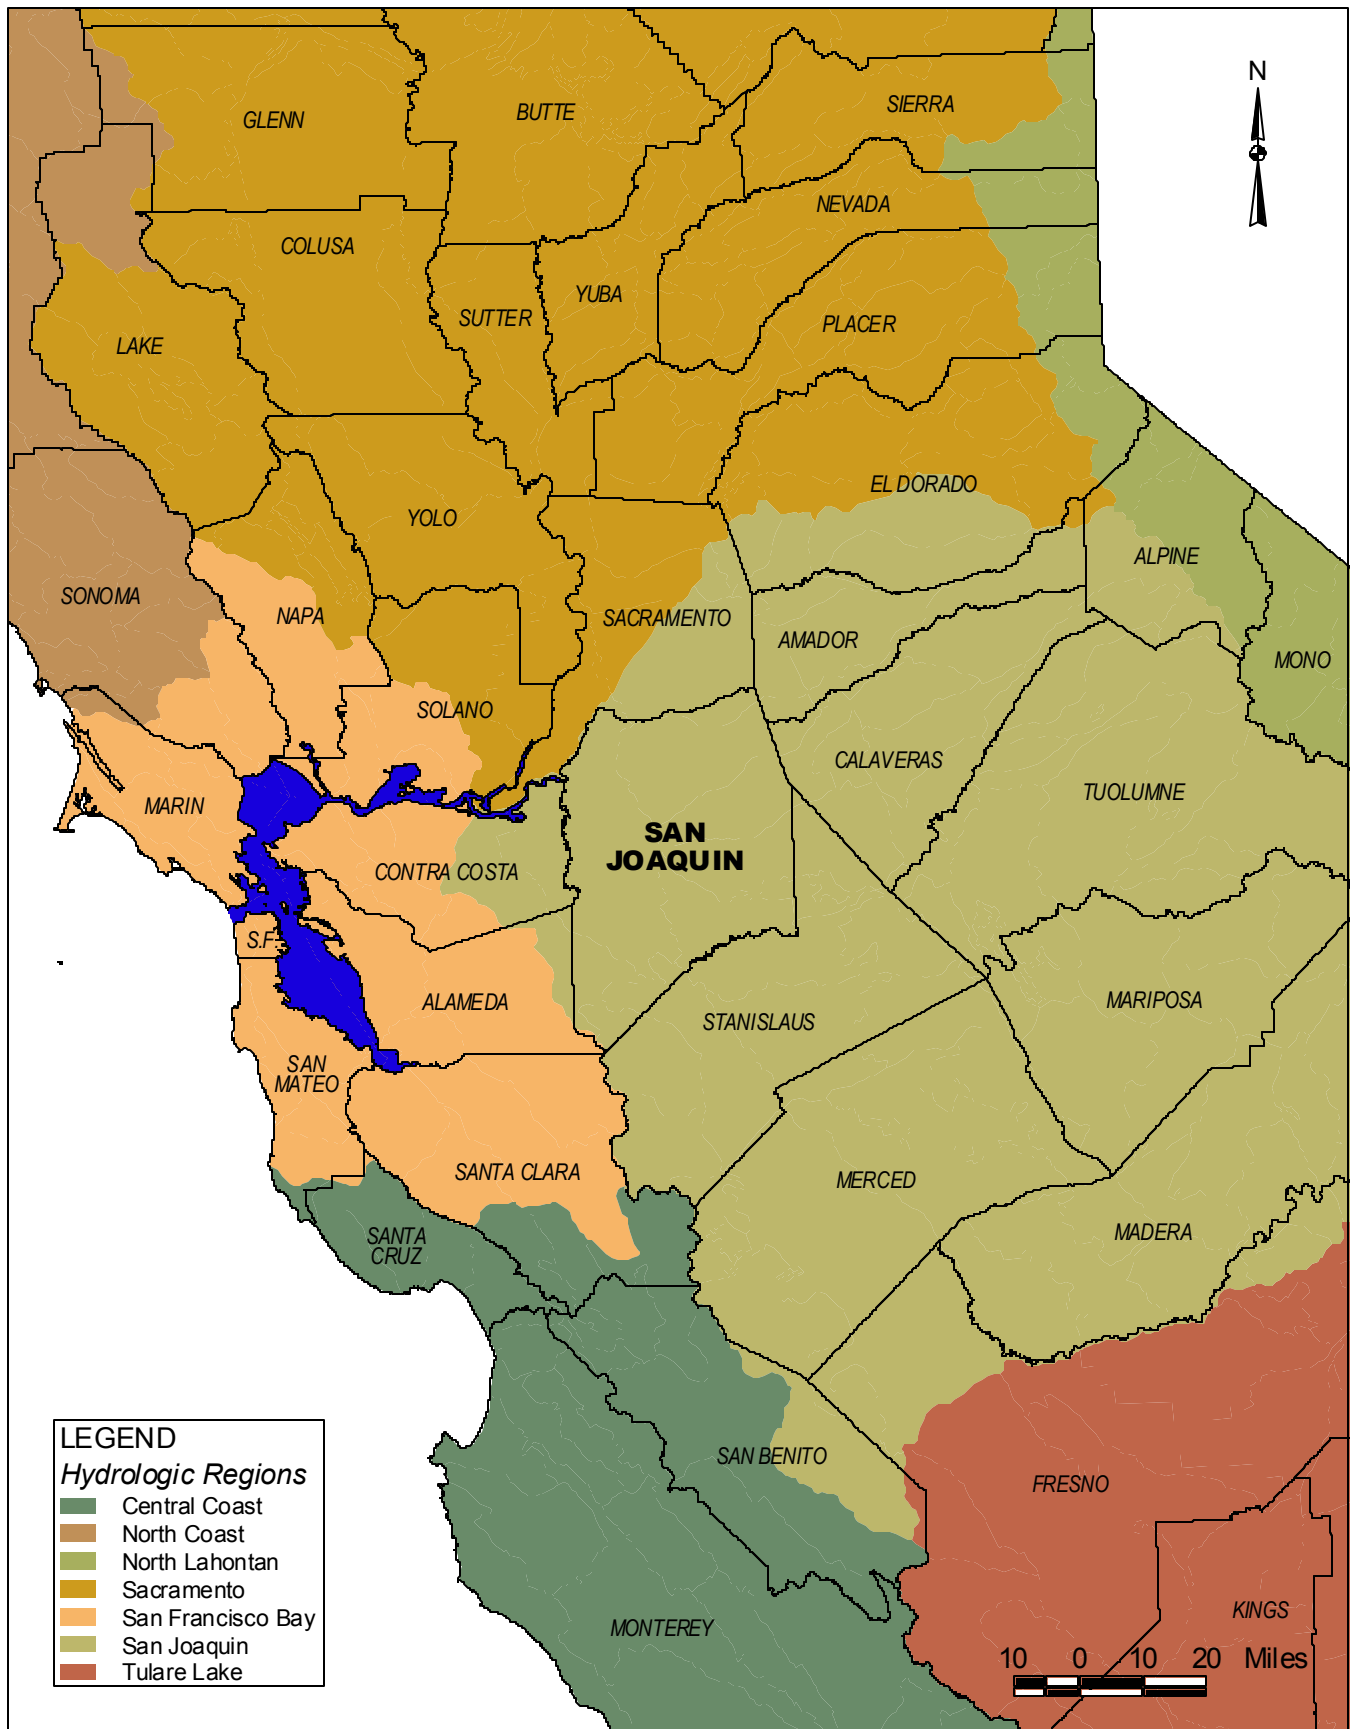 N
GLENN
BUTTE
SIERRA
NEVADA
COLUSA
YUBA
SUTTER
PLACER
LAKE
EL DORADO
YOLO
ALPINE
SONOMA
NAPA
SACRAMENTO
AMADOR
MONO
SOLANO
CALAVERAS
TUOLUMNE
MARIN
SAN
JOAQUIN
CONTRA COSTA
S.F.
ALAMEDA
MARIPOSA
STANISLAUS
SAN
MATEO
SANTA CLARA
MERCED
SANTA
CRUZ
MADERA
SAN BENITO
FRESNO
MONTEREY
KINGS
LEGEND
Hydrologic Regions
Central Coast
North Coast
North Lahontan
Sacramento
San Francisco Bay
San Joaquin
Tulare Lake
10 0 10 20 Miles